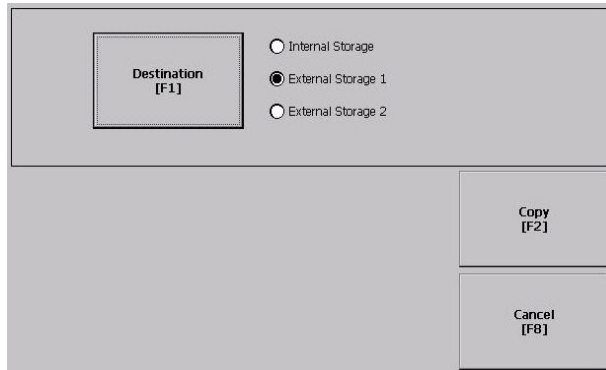 Destination
[F1]
Internal Storage
External Storage 1
External Storage 2
Copy
[F2]
Cancel
[F8]